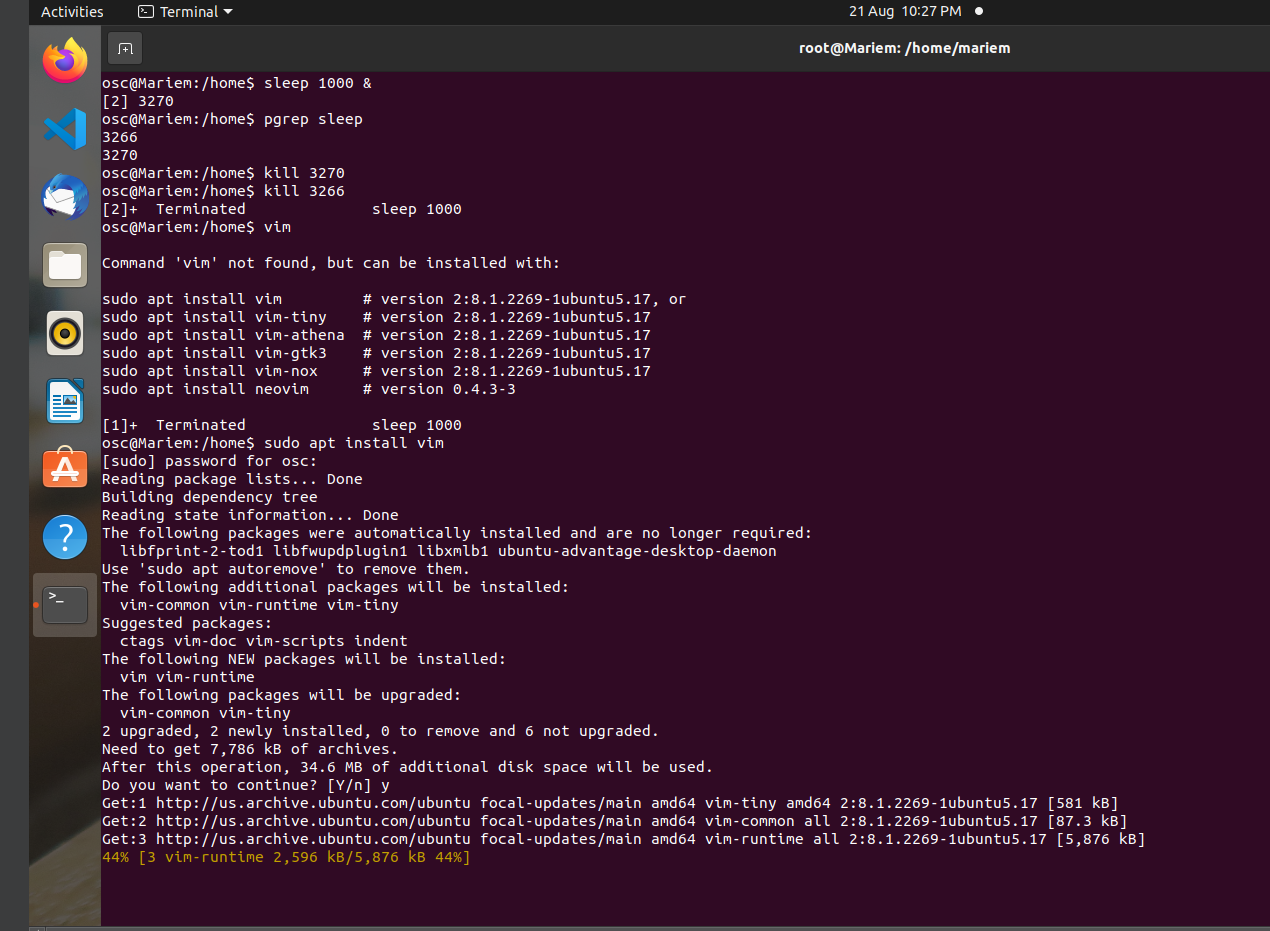 Activities Terminal 21 Aug 10:27 PM
root@Mariem: /home/mariem
osc@Mariem:/home$ sleep 1000 &
[2] 3270
osc@Mariem:/home$ pgrep sleep
3266
3270
osc@Mariem:/home$ kill 3270
osc@Mariem:/home$ kill 3266
[2]+  Terminated              sleep 1000
osc@Mariem:/home$ vim

Command 'vim' not found, but can be installed with:

sudo apt install vim         # version 2:8.1.2269-1ubuntu5.17, or
sudo apt install vim-tiny    # version 2:8.1.2269-1ubuntu5.17
sudo apt install vim-athena  # version 2:8.1.2269-1ubuntu5.17
sudo apt install vim-gtk3    # version 2:8.1.2269-1ubuntu5.17
sudo apt install vim-nox     # version 2:8.1.2269-1ubuntu5.17
sudo apt install neovim      # version 0.4.3-3

[1]+  Terminated              sleep 1000
osc@Mariem:/home$ sudo apt install vim
[sudo] password for osc:
Reading package lists... Done
Building dependency tree
Reading state information... Done
The following packages were automatically installed and are no longer required:
  libfprint-2-tod1 libfwupdplugin1 libxmlb1 ubuntu-advantage-desktop-daemon
Use 'sudo apt autoremove' to remove them.
The following additional packages will be installed:
  vim-common vim-runtime vim-tiny
Suggested packages:
  ctags vim-doc vim-scripts indent
The following NEW packages will be installed:
  vim vim-runtime
The following packages will be upgraded:
  vim-common vim-tiny
2 upgraded, 2 newly installed, 0 to remove and 6 not upgraded.
Need to get 7,786 kB of archives.
After this operation, 34.6 MB of additional disk space will be used.
Do you want to continue? [Y/n] y
Get:1 http://us.archive.ubuntu.com/ubuntu focal-updates/main amd64 vim-tiny amd64 2:8.1.2269-1ubuntu5.17 [581 kB]
Get:2 http://us.archive.ubuntu.com/ubuntu focal-updates/main amd64 vim-common all 2:8.1.2269-1ubuntu5.17 [87.3 kB]
Get:3 http://us.archive.ubuntu.com/ubuntu focal-updates/main amd64 vim-runtime all 2:8.1.2269-1ubuntu5.17 [5,876 kB]
44% [3 vim-runtime 2,596 kB/5,876 kB 44%]